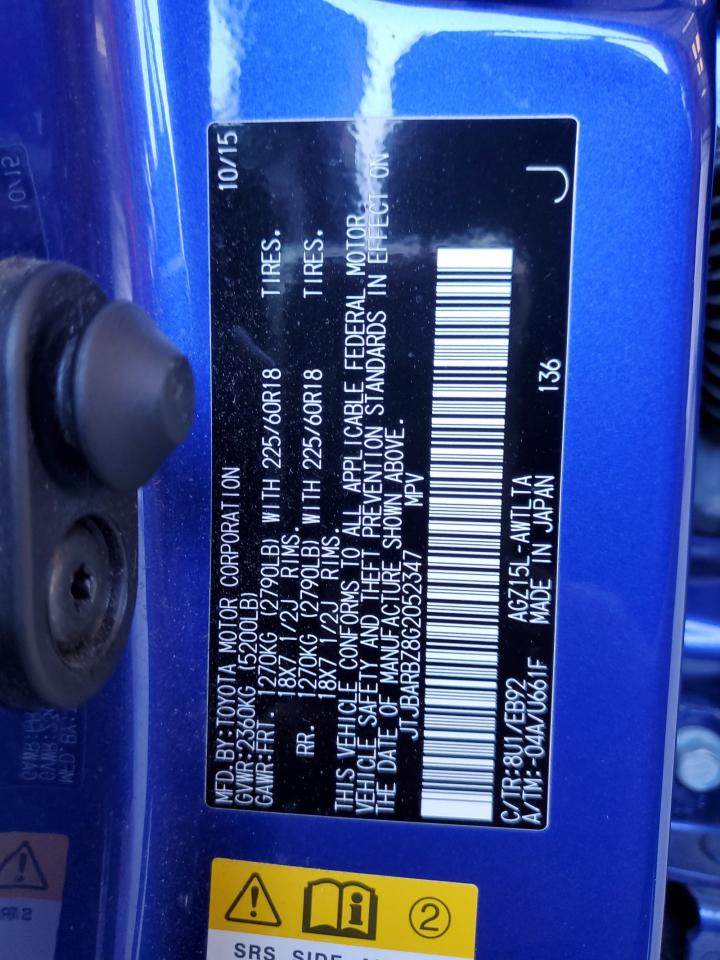 MFD.BY:TOYOTA MOTOR CORPORATION 10/15
GVWR:2360KG (5200LB)
GAWR:FRT. 1270KG (2790LB) WITH 225/60R18 TIRES.
18X7 1/2J RIMS.
RR. 1270KG (2790LB) WITH 225/60R18 TIRES.
18X7 1/2J RIMS.
THIS VEHICLE CONFORMS TO ALL APPLICABLE FEDERAL MOTOR
VEHICLE SAFETY AND THEFT PREVENTION STANDARDS IN EFFECT ON
THE DATE OF MANUFACTURE SHOWN ABOVE.
JTJBARBZ8G2052347 MPV
C/TR:8U1/EB92 AGZ15L-AWTLTA
A/TM:-04A/U661F MADE IN JAPAN 136 J
2
SRS SIDE